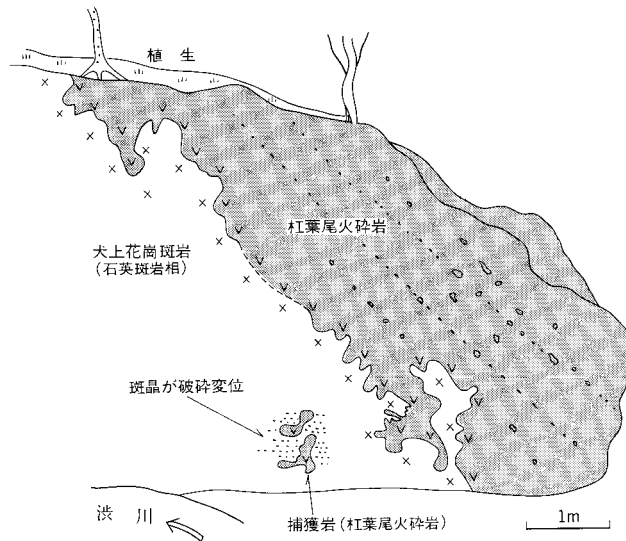 植生
杠葉尾火砕岩
犬上花崗斑岩
(石英斑岩相)
斑晶が破砕変位
渋川
捕獲岩(杠葉尾火砕岩)
1m